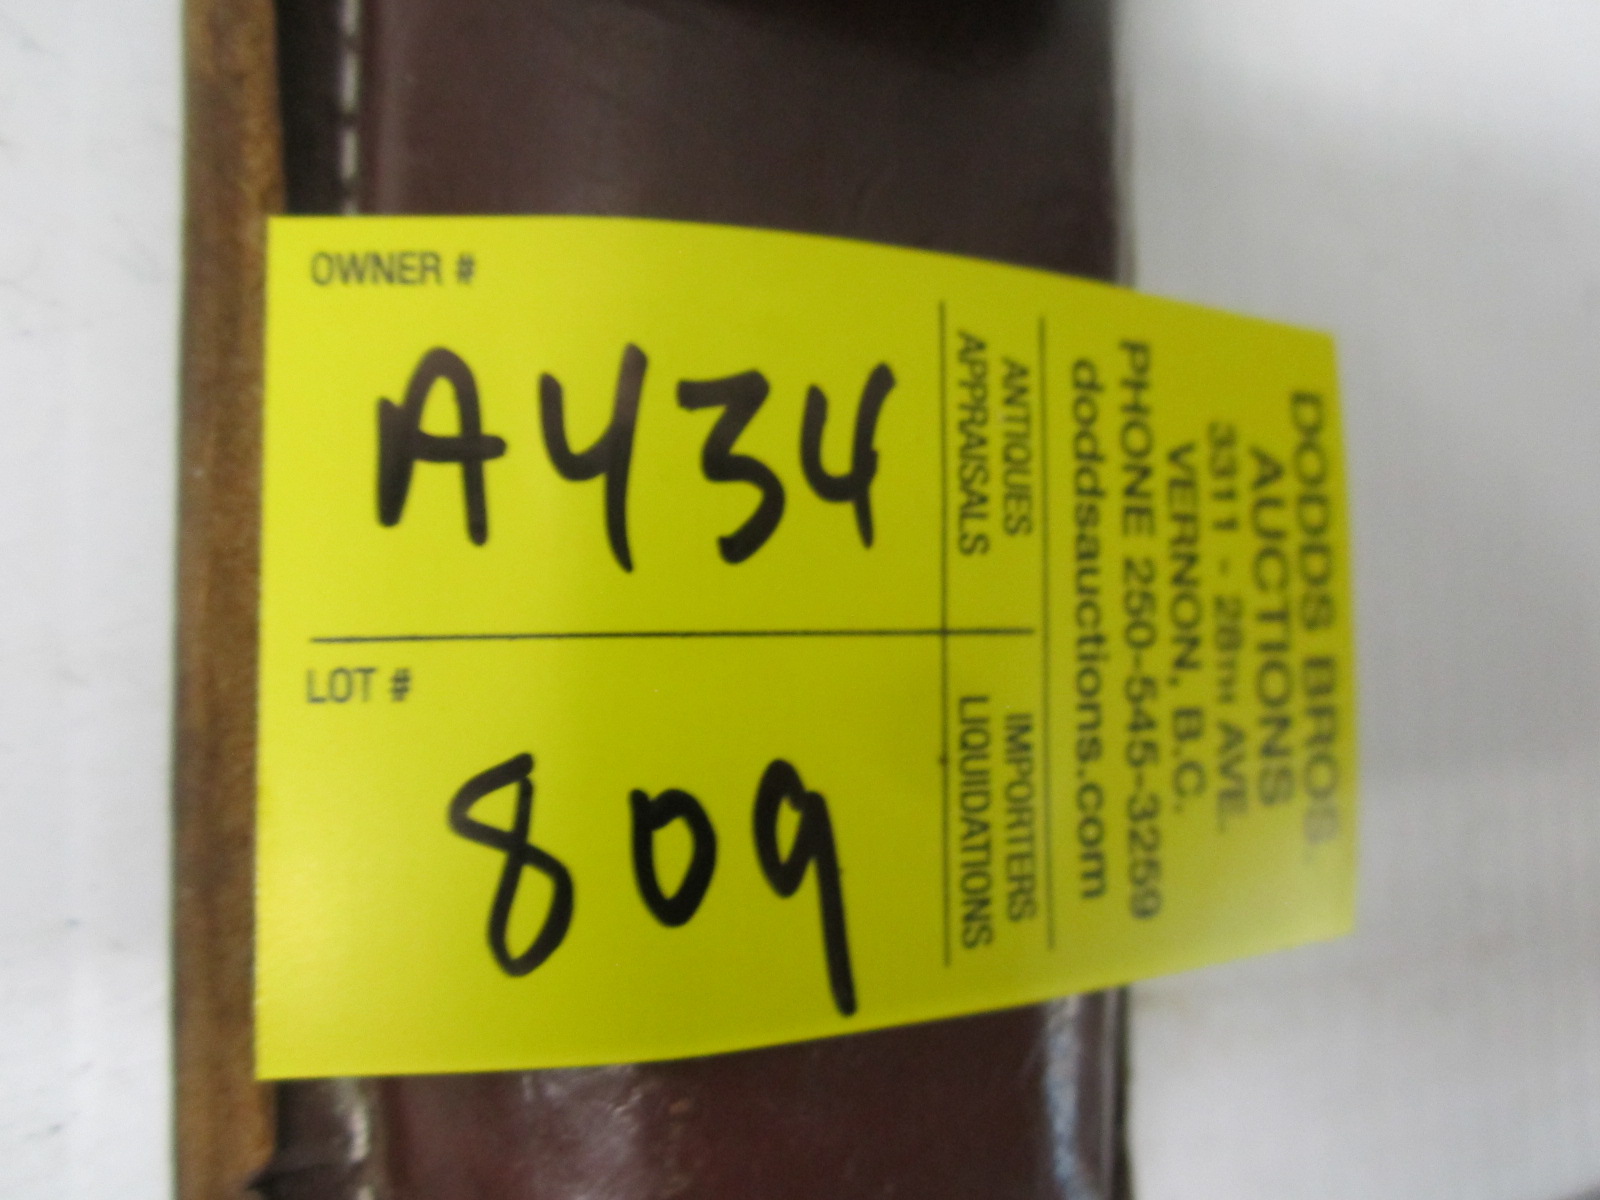 OWNER #
A434
LOT #
809
ANTIQUES
APPRAISALS
IMPORTERS
LIQUIDATIONS
DODDS BROS.
AUCTIONS
3311 - 28TH AVE.
VERNON, B.C.
PHONE 250-545-3259
doddsauctions.com